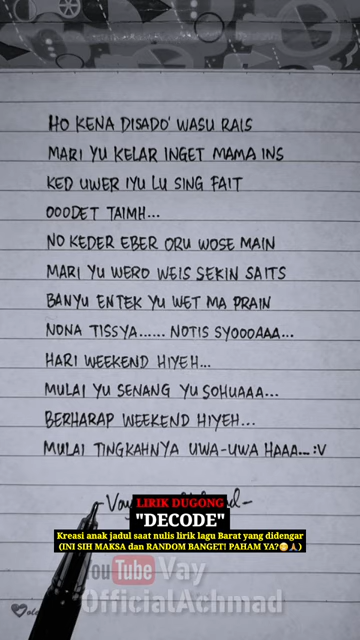 HO KENA DISADO' WASU RAIS
MARI YU KELAR INGET MAMA INS
KED UWER IYU LU SING FAIT
OOODET TAIMH...
NO KEDER EBER ORU WOSE MAIN
MARI YU WERO WEIS SEKIN SAITS
BANYU ENTEK YU WET MA PRAIN
NONA TISSYA...... NOTIS SYOOOAAA...
HARI WEEKEND HIYEH...
MULAI YU SENANG YU SOHUAAA...
BERHARAP WEEKEND HIYEH...
MULAI TINGKAHNYA UWA-UWA HAAA... :V
LIRIK DUGONG
"DECODE"
Kreasi anak jadul saat nulis lirik lagu Barat yang didengar
(INI SIH MAKSA dan RANDOM BANGET! PAHAM YA?😁🙏)
YouTube Vay
OfficialAchmad